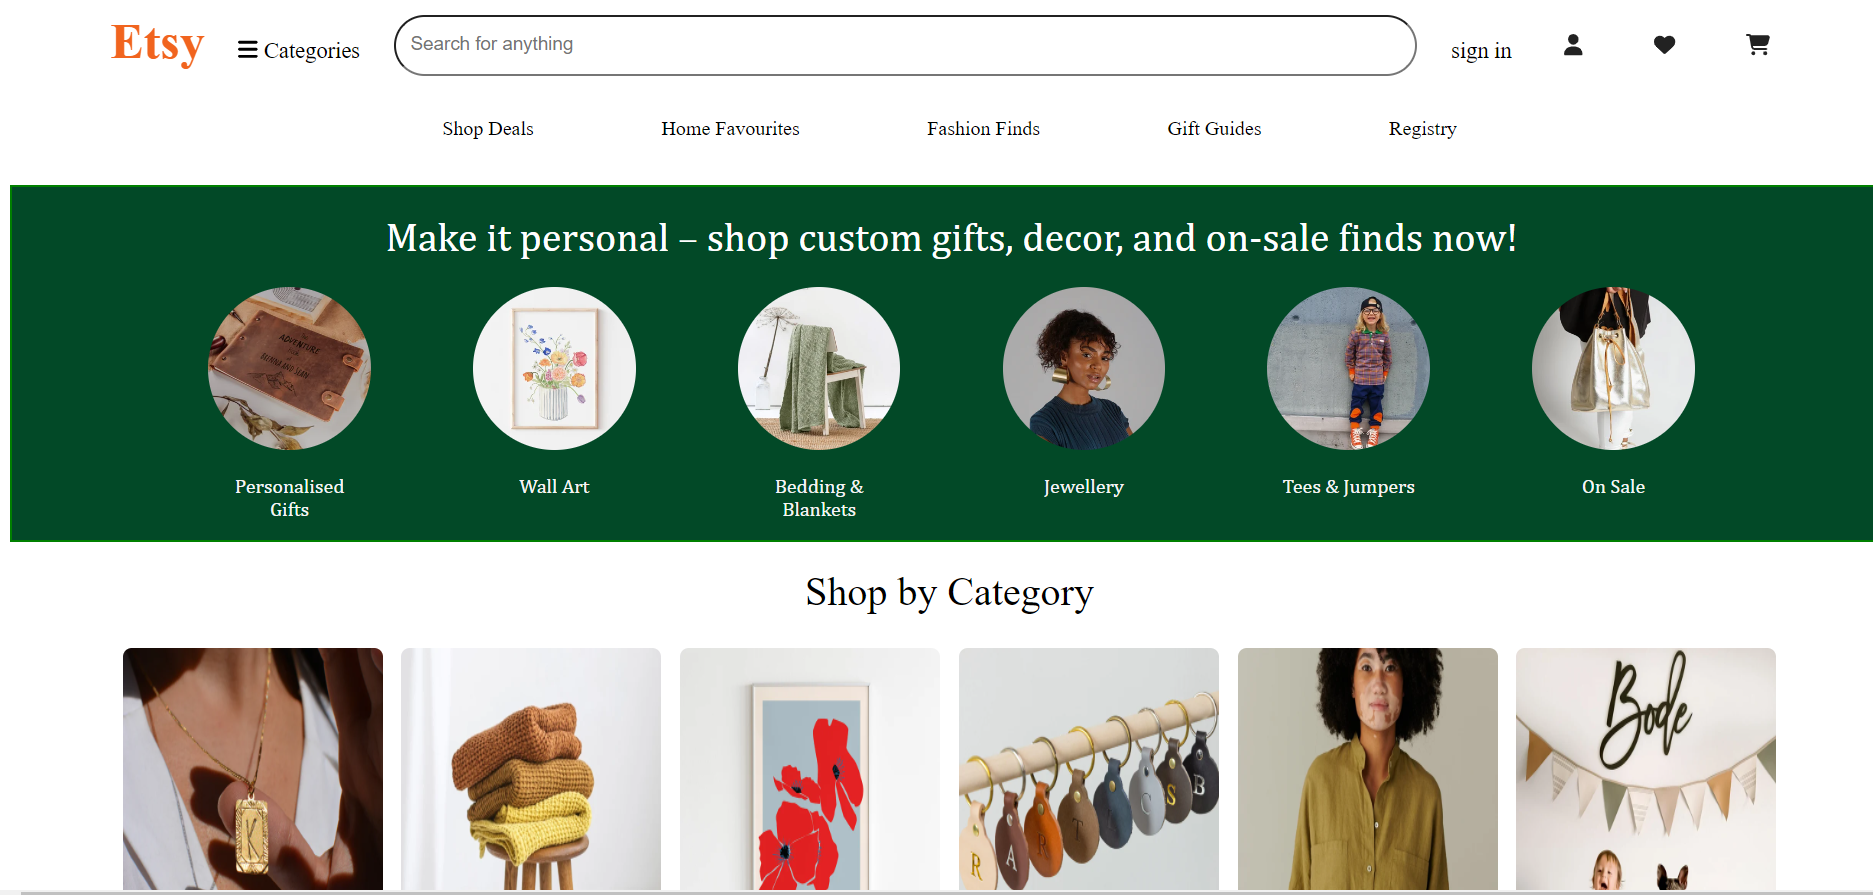 Etsy
Categories
Search for anything
sign in
Shop Deals
Home Favourites
Fashion Finds
Gift Guides
Registry
Make it personal – shop custom gifts, decor, and on-sale finds now!
ADVENTURE
Personalised
Gifts
Wall Art
Bedding &
Blankets
Jewellery
Tees & Jumpers
On Sale
Shop by Category
K
R A R T C S B
Bode